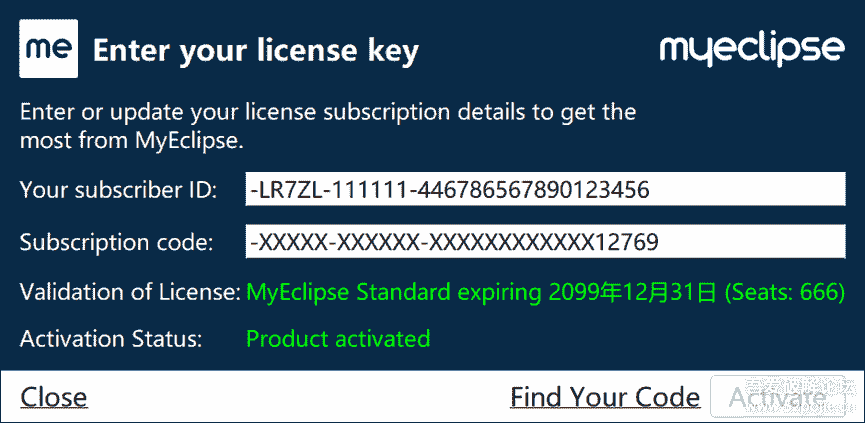 me Enter your license key myeclipse
Enter or update your license subscription details to get the
most from MyEclipse.
Your subscriber ID: -LR7ZL-111111-446786567890123456
Subscription code: -XXXXX-XXXXXX-XXXXXXXXXXXX12769
Validation of License: MyEclipse Standard expiring 2099年12月31日 (Seats: 666)
Activation Status: Product activated
Close Find Your Code Activate